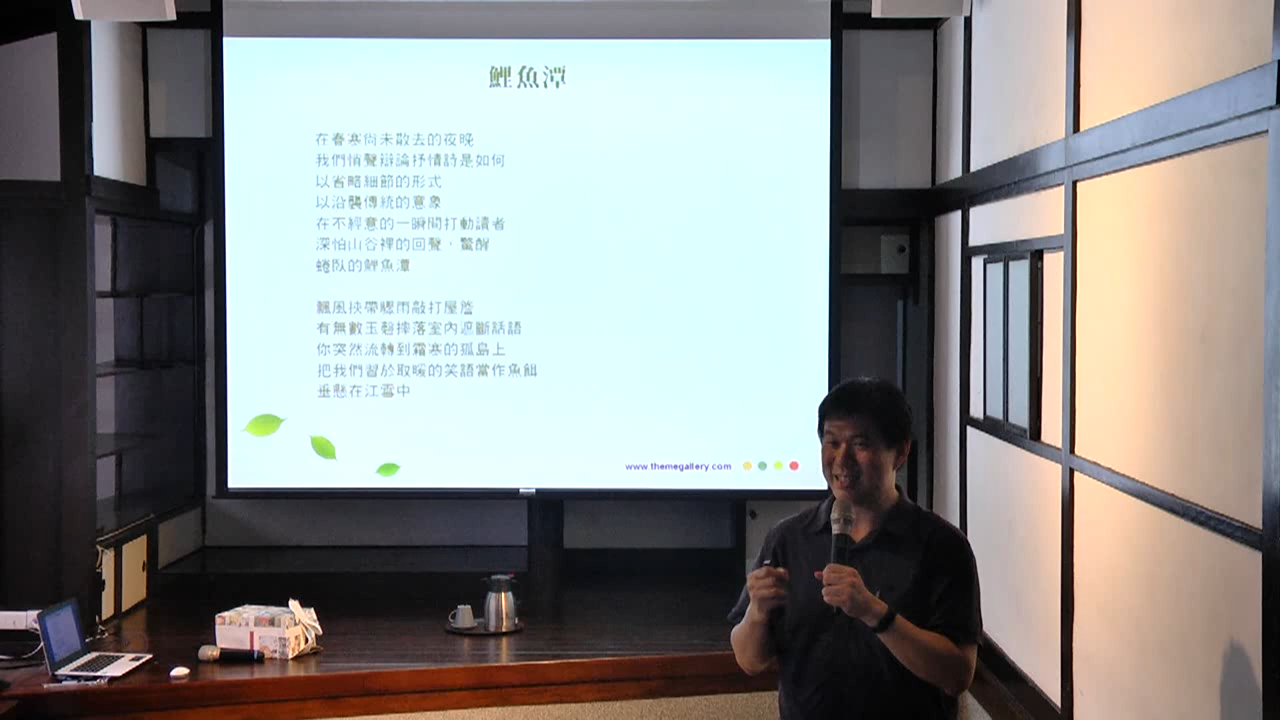 鯉魚潭
在春寒尚未散去的夜晚
我們悄聲辯論抒情詩是如何
以省略細節的形式
以沿襲傳統的意象
在不經意的一瞬間打動讀者
深怕山谷裡的回聲，驚醒
蜷臥的鯉魚潭
颶風挾帶驟雨敲打屋簷
有無數玉磬摔落室內遮斷話語
你突然流轉到霜寒的孤島上
把我們習於取暖的笑語當作魚餌
垂懸在江雪中
www.themegallery.com